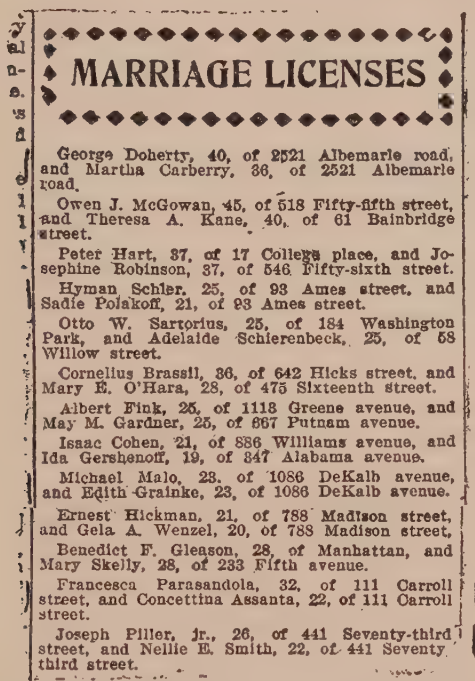 MARRIAGE LICENSES
George Doherty, 40, of 2521 Albemarle road,
and Martha Carberry, 36, of 2521 Albemarle
road.
Owen J. McGowan, 45, of 518 Fifty-fifth street,
and Theresa A. Kane, 40, of 61 Bainbridge
street.
Peter Hart, 37, of 17 College place, and Jo-
sephine Robinson, 37, of 546 Fifty-sixth street.
Hyman Schler, 25, of 93 Ames street, and
Sadie Polakoff, 21, of 93 Ames street.
Otto W. Sartorius, 25, of 184 Washington
Park, and Adelaide Schierenbeck, 25, of 58
Willow street.
Cornelius Brassil, 36, of 642 Hicks street, and
Mary E. O'Hara, 28, of 475 Sixteenth street.
Albert Fink, 25, of 1118 Greene avenue, and
May M. Gardner, 25, of 667 Putnam avenue.
Isaac Cohen, 21, of 886 Williams avenue, and
Ida Gershenoff, 19, of 347 Alabama avenue.
Michael Malo, 23, of 1086 DeKalb avenue,
and Edith Grainke, 23, of 1086 DeKalb avenue.
Ernest Hickman, 21, of 788 Madison street,
and Gela A. Wenzel, 20, of 788 Madison street,
Benedict F. Gleason, 28, of Manhattan, and
Mary Skelly, 28, of 233 Fifth avenue.
Francesca Parasandola, 32, of 111 Carroll
street, and Concettina Assanta, 22, of 111 Carroll
street.
Joseph Piller, jr., 26, of 441 Seventy-third
street, and Nellie E. Smith, 22, of 441 Seventy
third street.